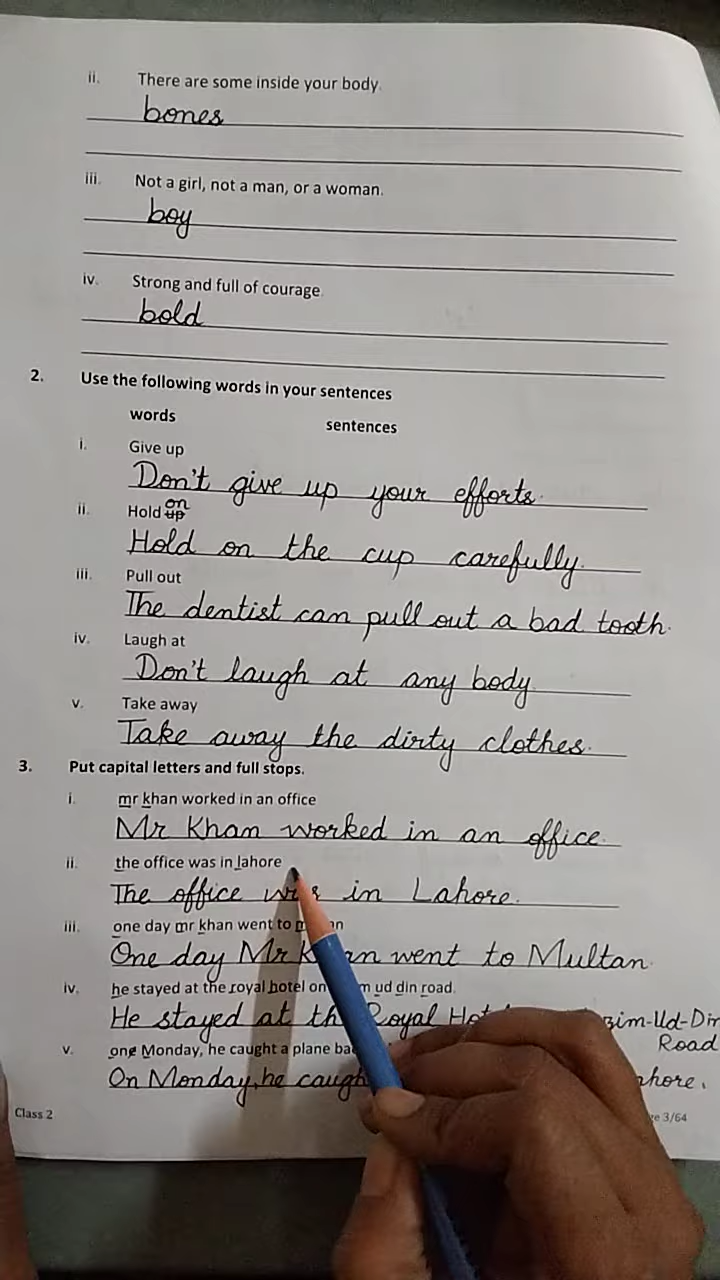 ii. There are some inside your body.
bones
iii. Not a girl, not a man, or a woman.
boy
iv. Strong and full of courage.
bold
2. Use the following words in your sentences
words sentences
i. Give up
Don't give up your efforts.
ii. Hold up on
Hold on the cup carefully.
iii. Pull out
The dentist can pull out a bad tooth.
iv. Laugh at
Don't laugh at any body.
v. Take away
Take away the dirty clothes.
3. Put capital letters and full stops.
i. mr khan worked in an office
Mr Khan worked in an office.
ii. the office was in lahore
The office was in Lahore.
iii. one day mr khan went to
One day Mr went to Multan.
iv. he stayed at the royal hotel on ud din road.
He stayed at the Royal
Road
v. one Monday, he caught a plane
On Monday, he
Class 2 3/64